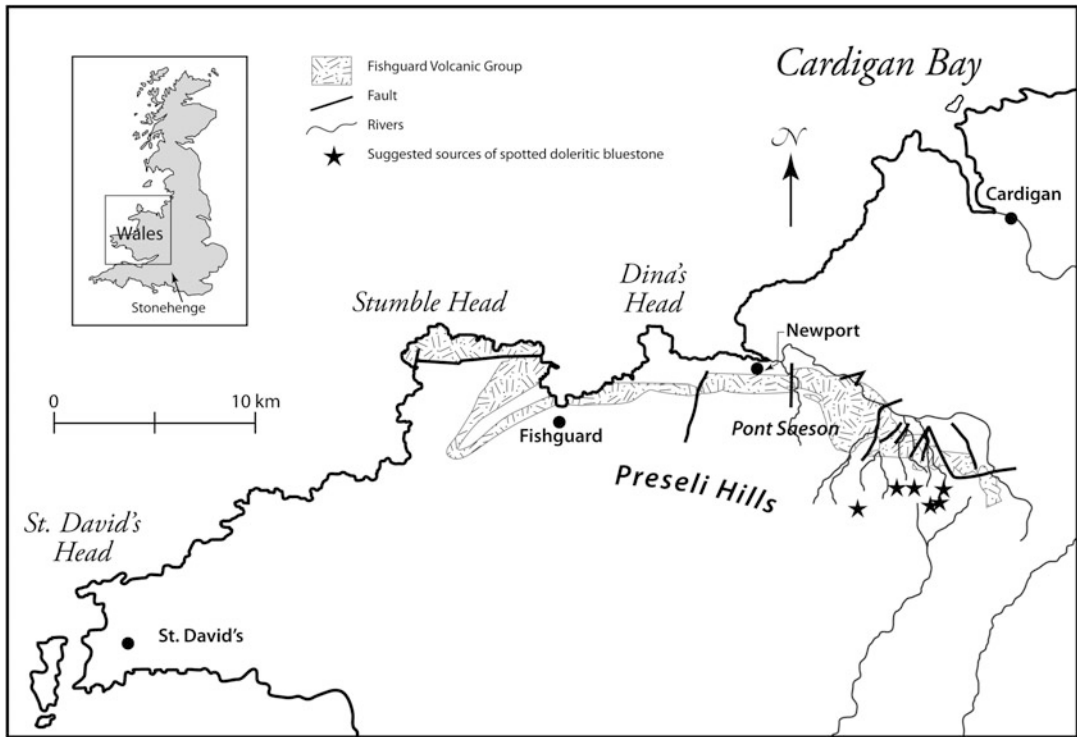 Cardigan Bay
Fishguard Volcanic Group
Fault
Rivers
Suggested sources of spotted doleritic bluestone
N
Wales
Stonehenge
Cardigan
Dina's
Head
Stumble Head
Newport
0 10 km
Pont Saeson
Fishguard
Preseli Hills
St. David's
Head
St. David's